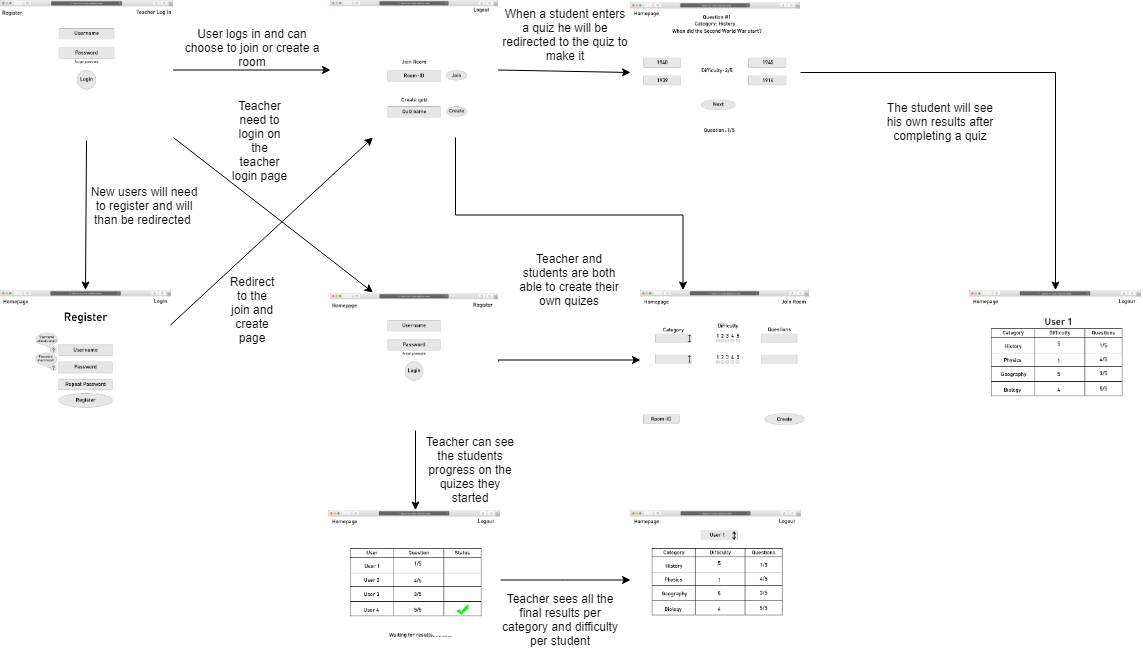 Register
Teacher Log In
Username
Password
Forgot password
Login
User logs in and can
choose to join or create a
room
Logout
Join Room
Room-ID
Join
Create quiz
Quiz name
Create
When a student enters
a quiz he will be
redirected to the quiz to
make it
Homepage
Question #1
Category: History
When did the Second World War start?
1940
1945
Difficulty: 2/5
1939
1914
Next
Question: 1/5
The student will see
his own results after
completing a quiz
Teacher
need to
login on
the
teacher
login page
New users will need
to register and will
than be redirected
Redirect
to the
join and
create
page
Teacher and
students are both
able to create their
own quizes
Homepage
Login
Register
?
Username
?
Password
Repeat Password
Register
Homepage
Register
Username
Password
Forgot password
Login
Homepage
Join Room
Category
Difficulty
Questions
1 2 3 4 5
1 2 3 4 5
Room-ID
Create
Homepage
Logout
User 1
Category Difficulty Questions
History 5 1/5
Physics 1 4/5
Geography 5 3/5
Biology 4 5/5
Teacher can see
the students
progress on the
quizes they
started
Homepage
Logout
User Question Status
User 1 1/5
User 2 4/5
User 3 3/5
User 4 5/5
Waiting for results..........
Teacher sees all the
final results per
category and difficulty
per student
Homepage
Logout
User 1
Category Difficulty Questions
History 5 1/5
Physics 1 4/5
Geography 5 3/5
Biology 4 5/5